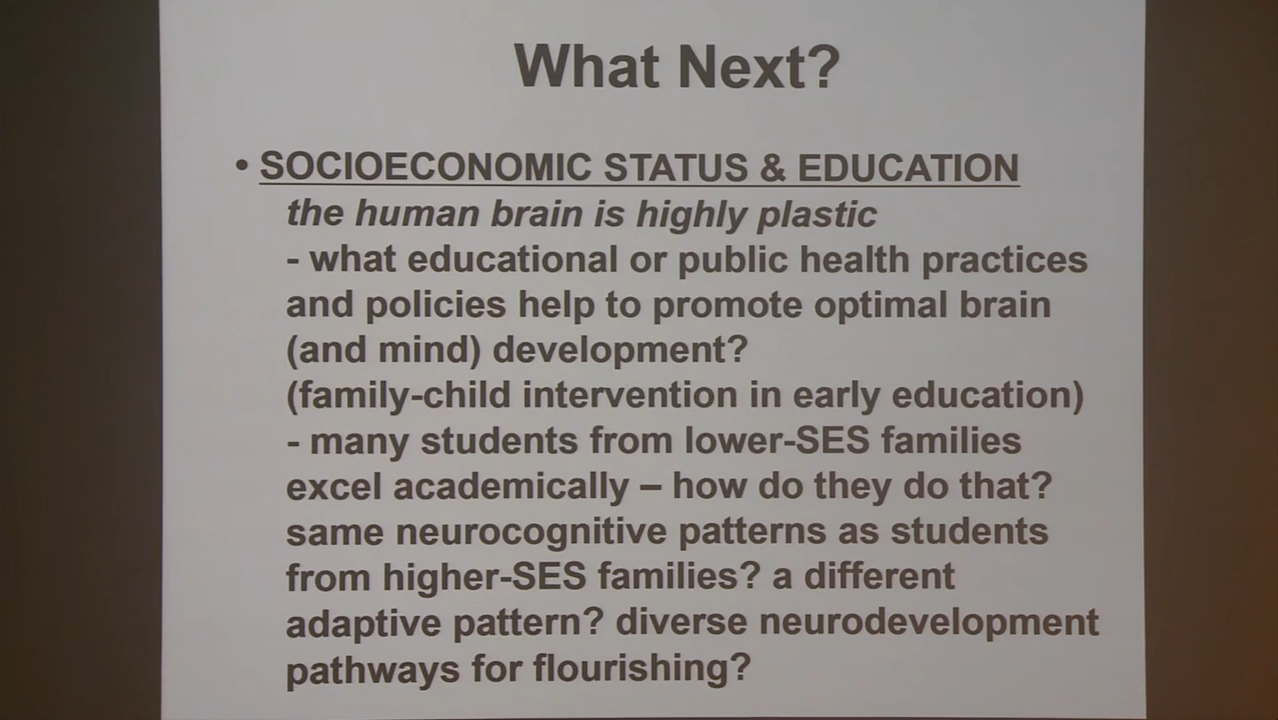 What Next?
• SOCIOECONOMIC STATUS & EDUCATION
the human brain is highly plastic
- what educational or public health practices
and policies help to promote optimal brain
(and mind) development?
(family-child intervention in early education)
- many students from lower-SES families
excel academically – how do they do that?
same neurocognitive patterns as students
from higher-SES families? a different
adaptive pattern? diverse neurodevelopment
pathways for flourishing?